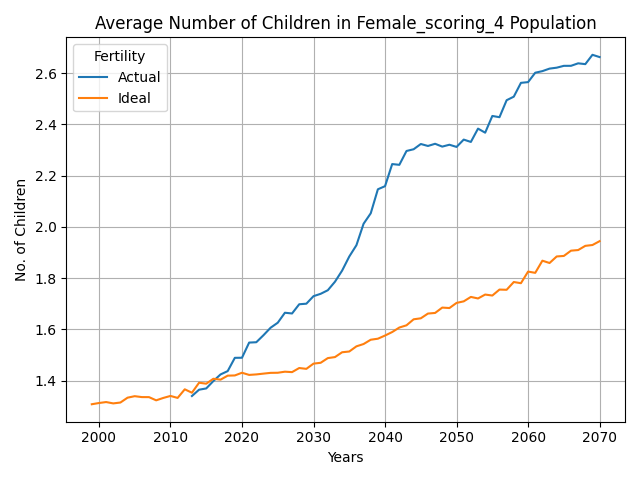 Average Number of Children in Female_scoring_4 Population
Fertility
Actual
Ideal
No. of Children
2.6
2.4
2.2
2.0
1.8
1.6
1.4
2000 2010 2020 2030 2040 2050 2060 2070
Years